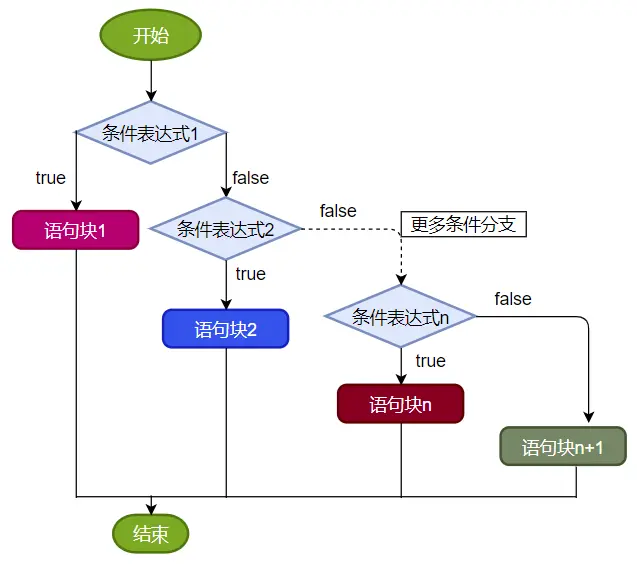 开始
条件表达式1
true
false
语句块1
条件表达式2
false
更多条件分支
true
语句块2
条件表达式n
false
true
语句块n
语句块n+1
结束